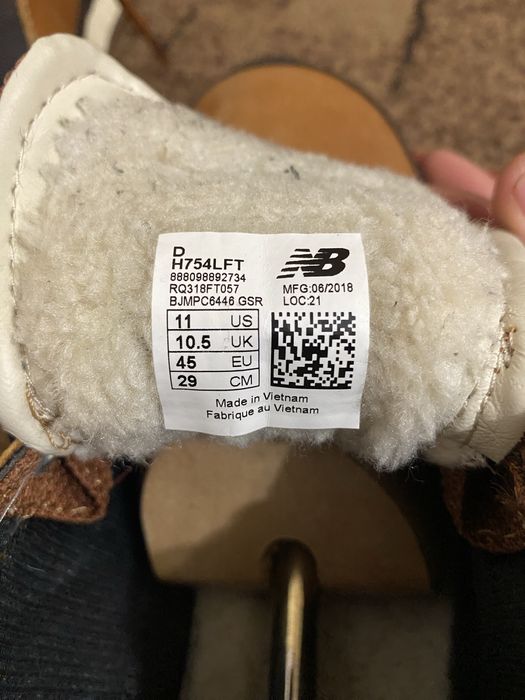 D
H754LFT
888098892734
RQ318FT057
BJMPC6446 GSR
NB
MFG:06/2018
LOC:21
11 US
10.5 UK
45 EU
29 CM
Made in Vietnam
Fabrique au Vietnam